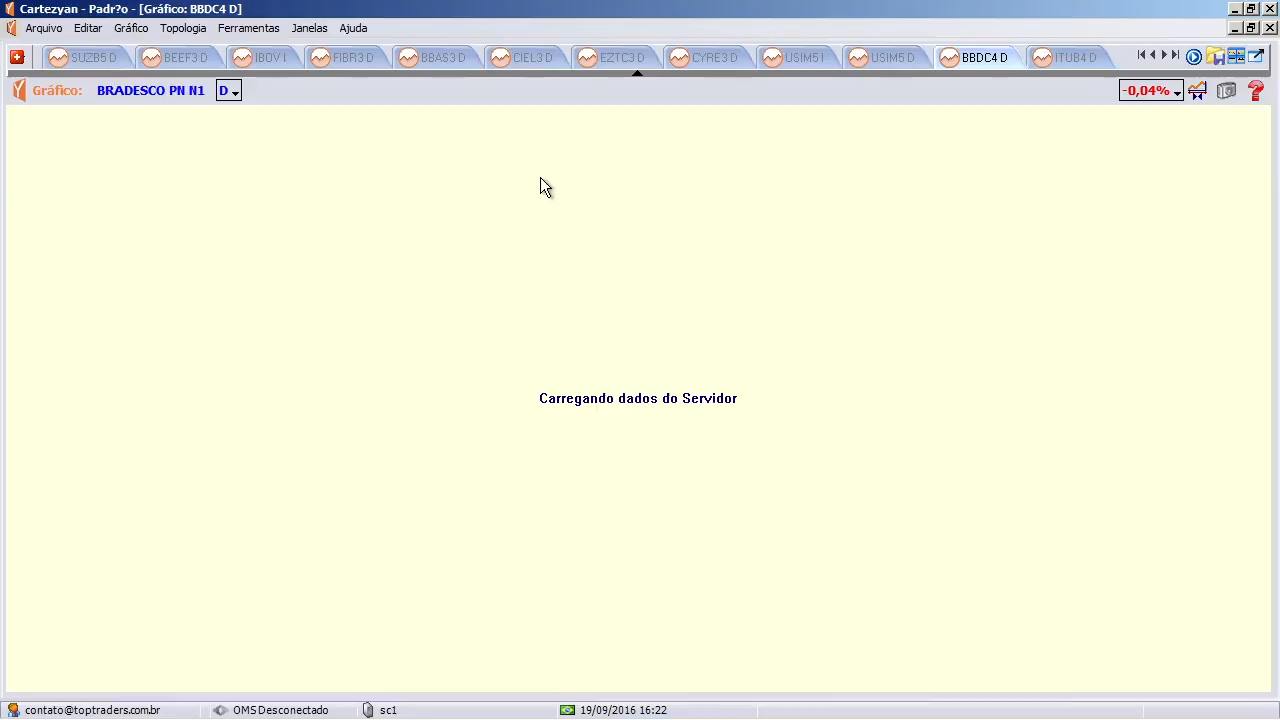 Cartezyan - Padr?o - [Gráfico: BBDC4 D]
Arquivo Editar Gráfico Topologia Ferramentas Janelas Ajuda
SUZB5 D BEEF3 D IBOV I FIBR3 D BBAS3 D CIEL3 D EZTC3 D CYRE3 D USIM5 I USIM5 D BBDC4 D ITUB4 D
Gráfico: BRADESCO PN N1 D -0,04%
Carregando dados do Servidor
contato@toptraders.com.br OMS Desconectado sc1 19/09/2016 16:22